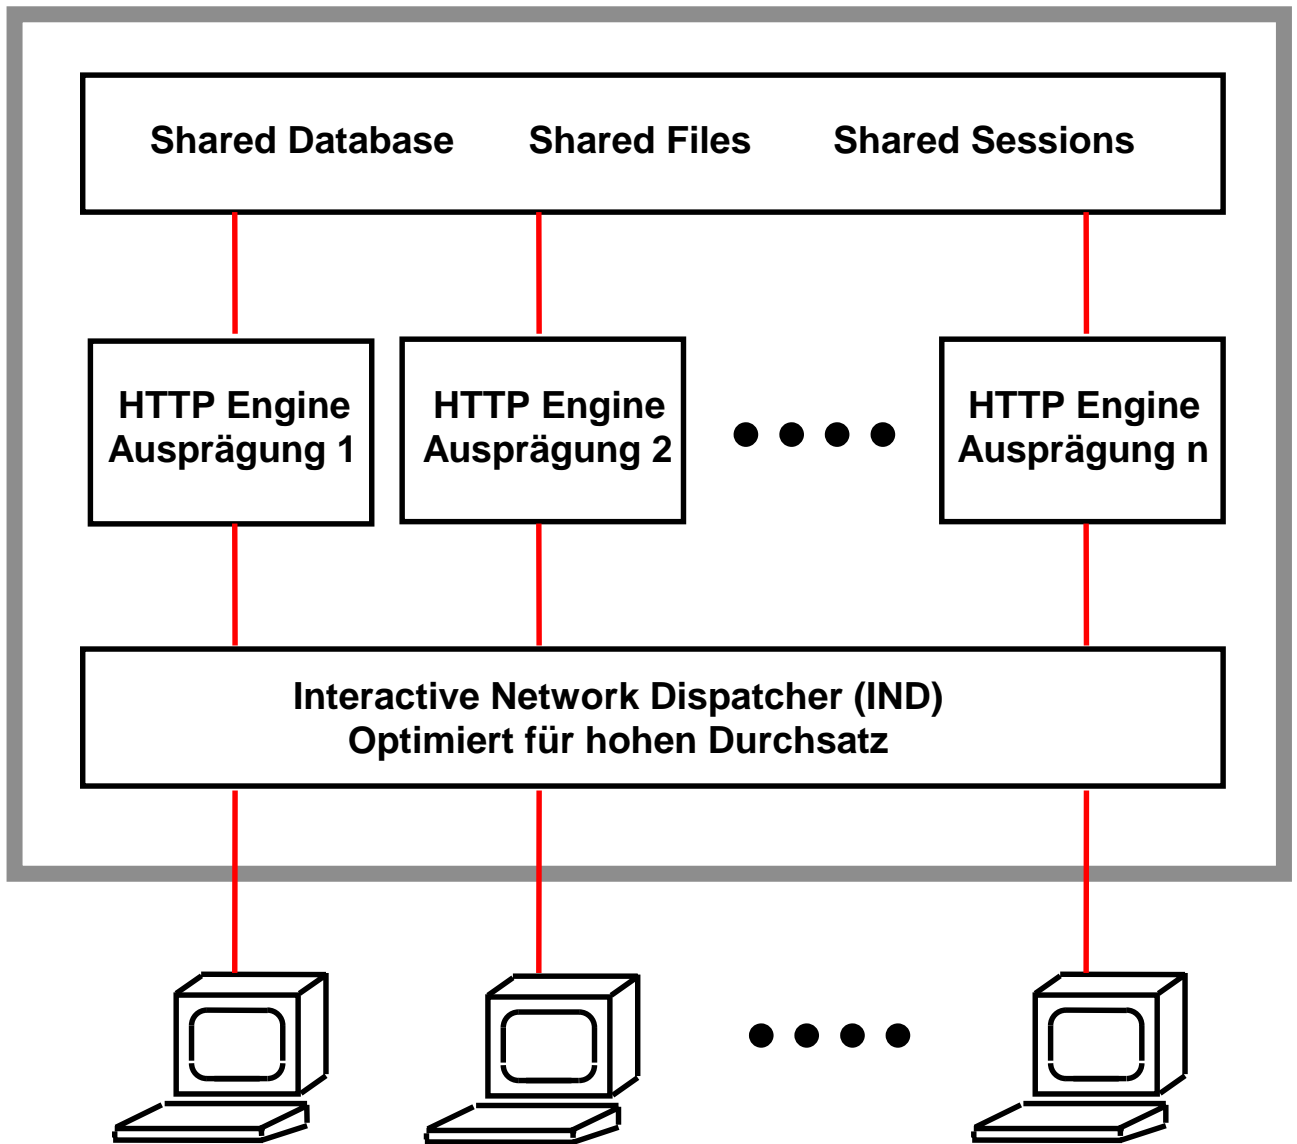 Shared Database Shared Files Shared Sessions
HTTP Engine
Ausprägung 1
HTTP Engine
Ausprägung 2
HTTP Engine
Ausprägung n
Interactive Network Dispatcher (IND)
Optimiert für hohen Durchsatz